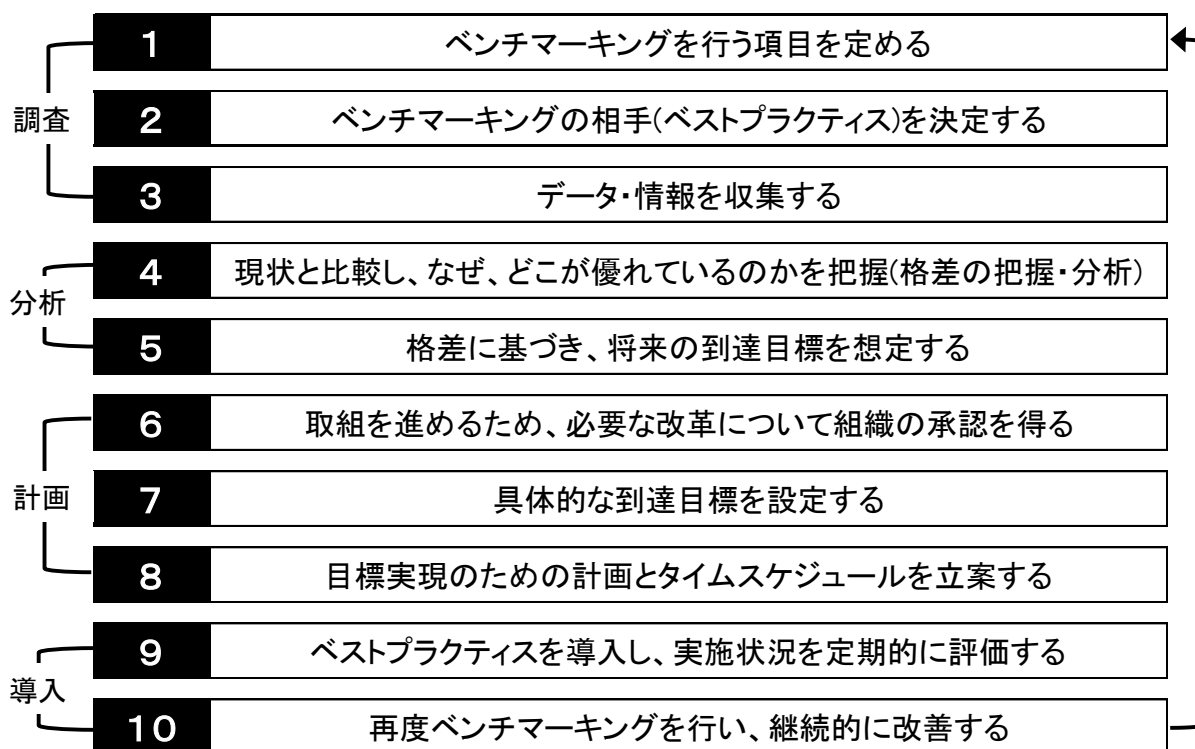 1 ベンチマーキングを行う項目を定める
調査
2 ベンチマーキングの相手(ベストプラクティス)を決定する
3 データ・情報を収集する
4 現状と比較し、なぜ、どこが優れているのかを把握(格差の把握・分析)
分析
5 格差に基づき、将来の到達目標を想定する
6 取組を進めるため、必要な改革について組織の承認を得る
計画
7 具体的な到達目標を設定する
8 目標実現のための計画とタイムスケジュールを立案する
9 ベストプラクティスを導入し、実施状況を定期的に評価する
導入
10 再度ベンチマーキングを行い、継続的に改善する